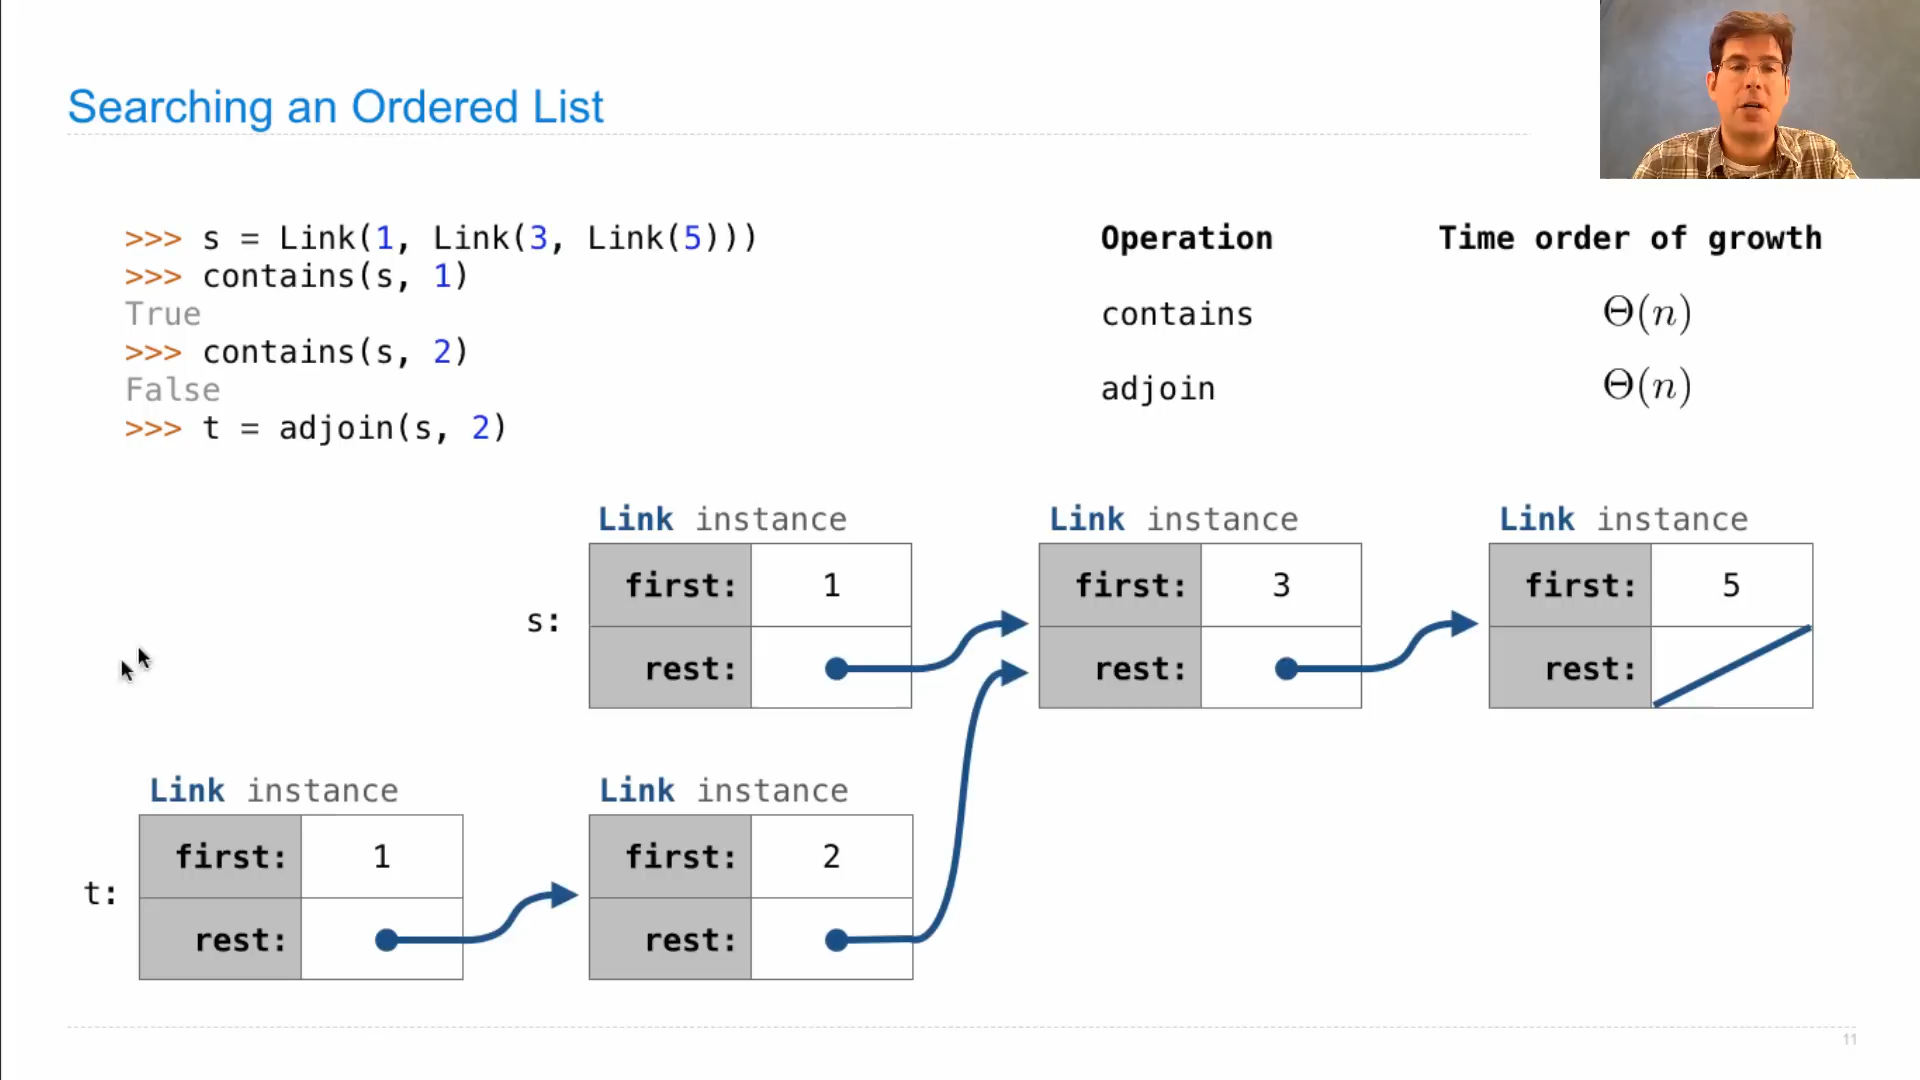 Searching an Ordered List
>>> s = Link(1, Link(3, Link(5)))
>>> contains(s, 1)
True
>>> contains(s, 2)
False
>>> t = adjoin(s, 2)
Operation Time order of growth
contains Θ(n)
adjoin Θ(n)
Link instance Link instance Link instance
first: 1 first: 3 first: 5
s:
rest: rest: rest:
Link instance Link instance
first: 1 first: 2
t:
rest: rest:
11